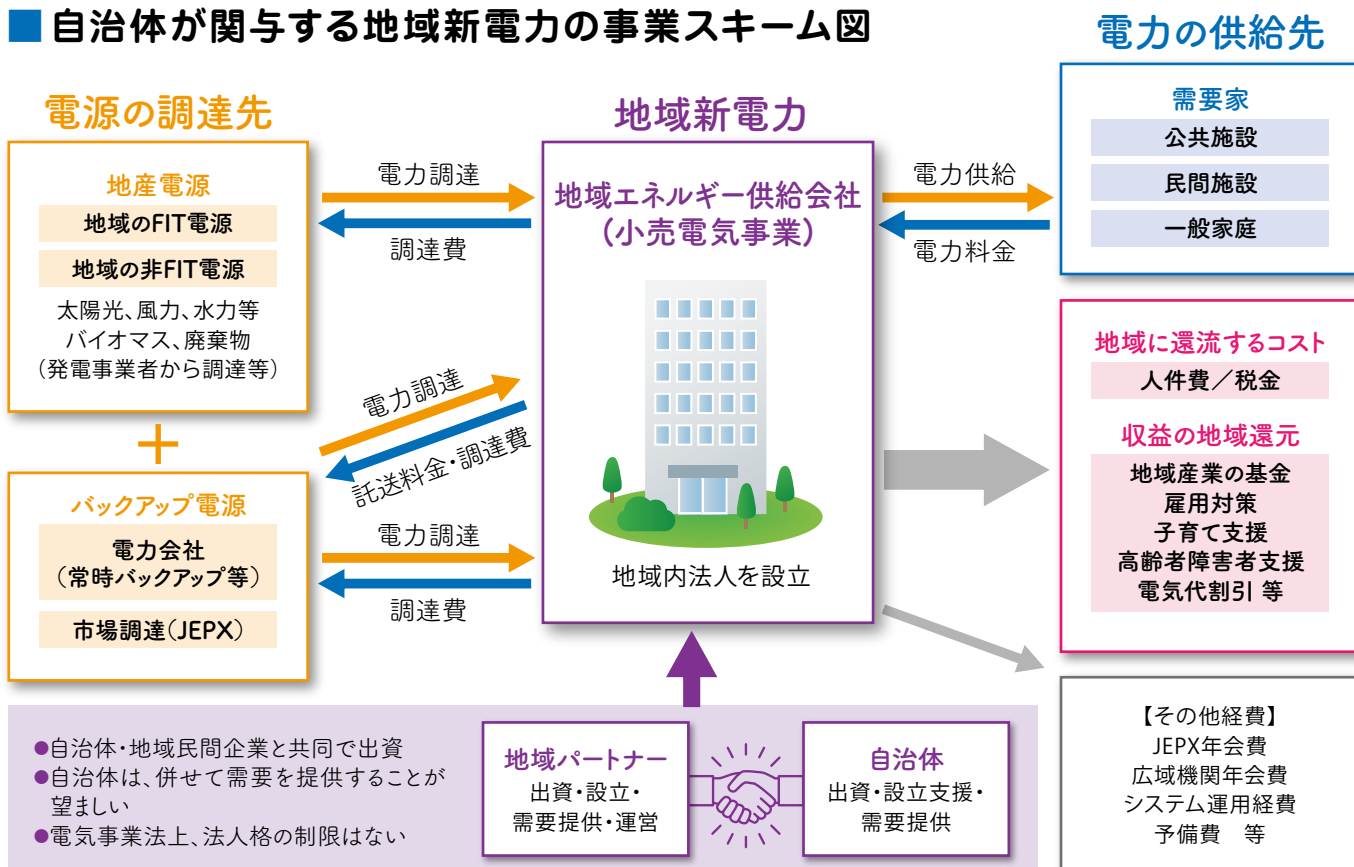 ■自治体が関与する地域新電力の事業スキーム図
電源の調達先
地産電源
地域のFIT電源
地域の非FIT電源
太陽光、風力、水力等
バイオマス、廃棄物
(発電事業者から調達等)
+
バックアップ電源
電力会社
(常時バックアップ等)
市場調達(JEPX)
電力調達
調達費
電力調達
託送料金・調達費
電力調達
調達費
地域新電力
地域エネルギー供給会社
(小売電気事業)
地域内法人を設立
電力供給
電力料金
電力の供給先
需要家
公共施設
民間施設
一般家庭
地域に還流するコスト
人件費/税金
収益の地域還元
地域産業の基金
雇用対策
子育て支援
高齢者障害者支援
電気代割引 等
【その他経費】
JEPX年会費
広域機関年会費
システム運用経費
予備費 等
●自治体・地域民間企業と共同で出資
●自治体は、併せて需要を提供することが
望ましい
●電気事業法上、法人格の制限はない
地域パートナー
出資・設立・
需要提供・運営
自治体
出資・設立支援・
需要提供